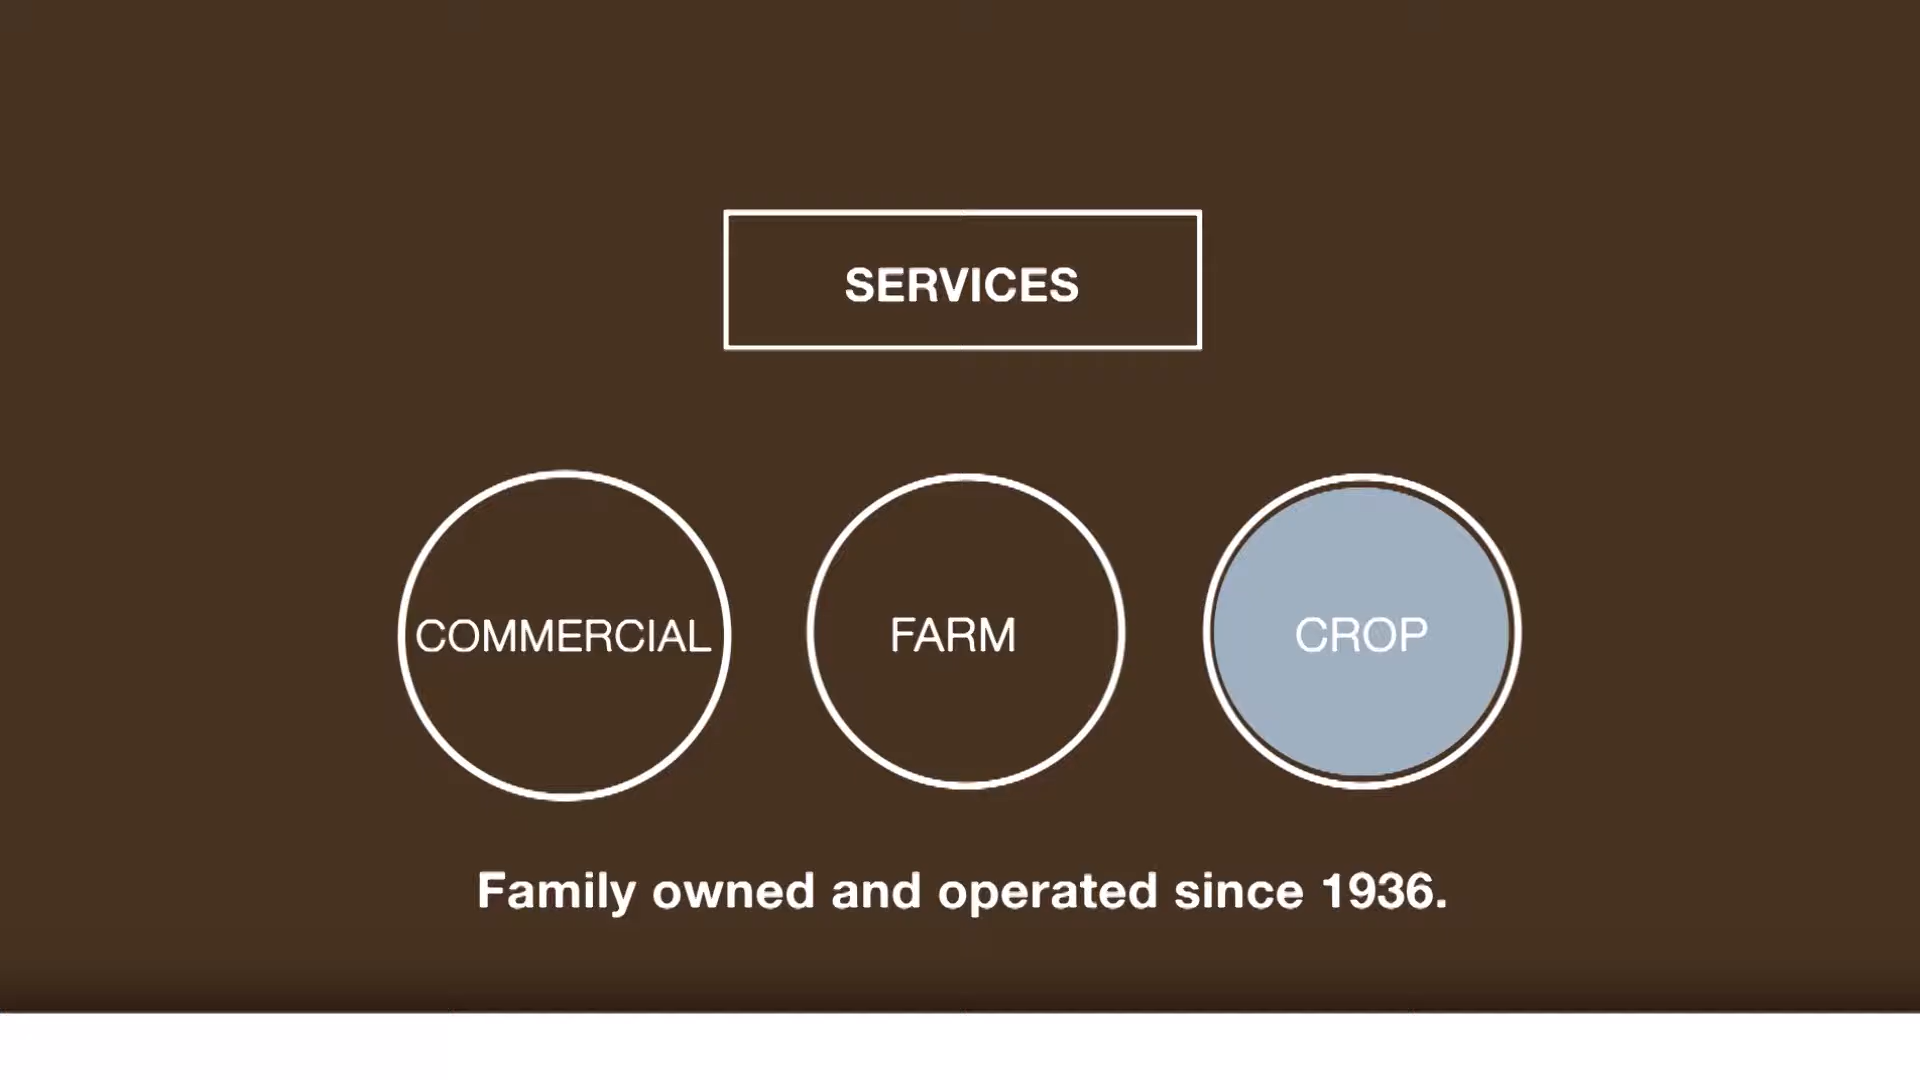 SERVICES
COMMERCIAL FARM CROP
Family owned and operated since 1936.